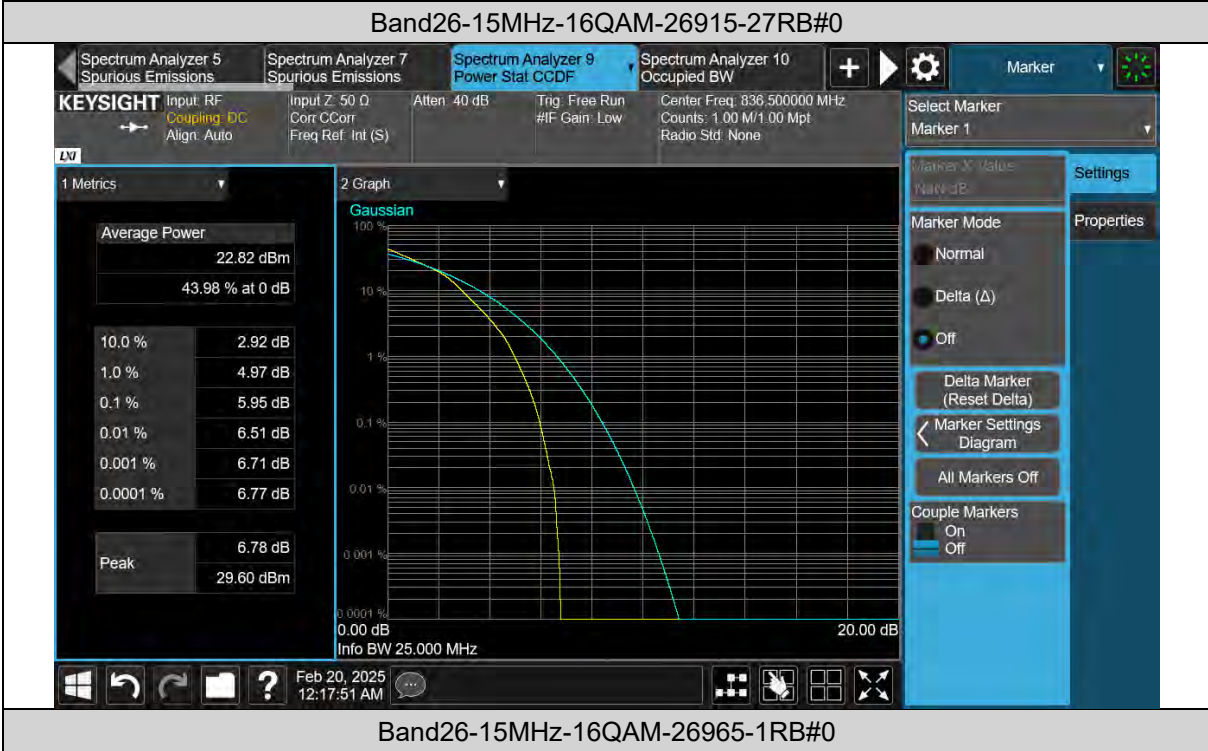 Band26-15MHz-16QAM-26915-27RB#0
Spectrum Analyzer 5
Spurious Emissions
Spectrum Analyzer 7
Spurious Emissions
Spectrum Analyzer 9
Power Stat CCDF
Spectrum Analyzer 10
Occupied BW
+
Marker
KEYSIGHT
Input: RF
Coupling: DC
Align: Auto
Input Z: 50 Ω
Corr CCorr
Freq Ref: Int (S)
Atten: 40 dB
Trig: Free Run
#IF Gain: Low
Center Freq: 836.500000 MHz
Counts: 1.00 M/1.00 Mpt
Radio Std: None
LXI
Select Marker
Marker 1
1 Metrics
Average Power
22.82 dBm
43.98 % at 0 dB
10.0 % 2.92 dB
1.0 % 4.97 dB
0.1 % 5.95 dB
0.01 % 6.51 dB
0.001 % 6.71 dB
0.0001 % 6.77 dB
Peak
6.78 dB
29.60 dBm
2 Graph
Gaussian
100 %
10 %
1 %
0.1 %
0.01 %
0.001 %
0.0001 %
0.00 dB
20.00 dB
Info BW 25.000 MHz
Marker X Value
NaN dB
Settings
Properties
Marker Mode
Normal
Delta (Δ)
Off
Delta Marker
(Reset Delta)
Marker Settings
Diagram
All Markers Off
Couple Markers
On
Off
?
Feb 20, 2025
12:17:51 AM
Band26-15MHz-16QAM-26965-1RB#0